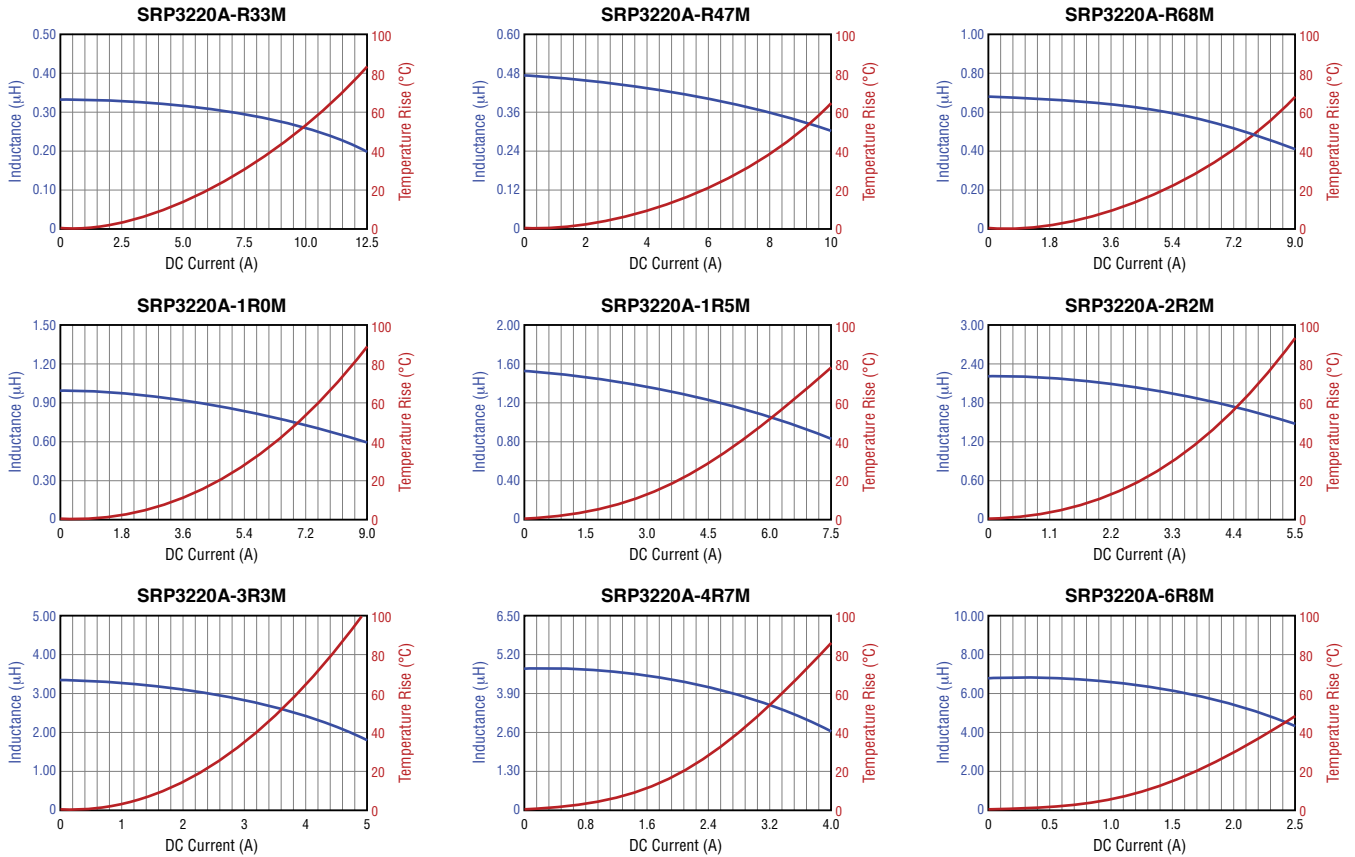 SRP3220A-R33M
0.50
0.40
0.30
0.20
0.10
0
Inductance (μH)
100
80
60
40
20
0
Temperature Rise (°C)
0 2.5 5.0 7.5 10.0 12.5
DC Current (A)
SRP3220A-R47M
0.60
0.48
0.36
0.24
0.12
0
Inductance (μH)
100
80
60
40
20
0
Temperature Rise (°C)
0 2 4 6 8 10
DC Current (A)
SRP3220A-R68M
1.00
0.80
0.60
0.40
0.20
0
Inductance (μH)
100
80
60
40
20
0
Temperature Rise (°C)
0 1.8 3.6 5.4 7.2 9.0
DC Current (A)
SRP3220A-1R0M
1.50
1.20
0.90
0.60
0.30
0
Inductance (μH)
100
80
60
40
20
0
Temperature Rise (°C)
0 1.8 3.6 5.4 7.2 9.0
DC Current (A)
SRP3220A-1R5M
2.00
1.60
1.20
0.80
0.40
0
Inductance (μH)
100
80
60
40
20
0
Temperature Rise (°C)
0 1.5 3.0 4.5 6.0 7.5
DC Current (A)
SRP3220A-2R2M
3.00
2.40
1.80
1.20
0.60
0
Inductance (μH)
100
80
60
40
20
0
Temperature Rise (°C)
0 1.1 2.2 3.3 4.4 5.5
DC Current (A)
SRP3220A-3R3M
5.00
4.00
3.00
2.00
1.00
0
Inductance (μH)
100
80
60
40
20
0
Temperature Rise (°C)
0 1 2 3 4 5
DC Current (A)
SRP3220A-4R7M
6.50
5.20
3.90
2.60
1.30
0
Inductance (μH)
100
80
60
40
20
0
Temperature Rise (°C)
0 0.8 1.6 2.4 3.2 4.0
DC Current (A)
SRP3220A-6R8M
10.00
8.00
6.00
4.00
2.00
0
Inductance (μH)
100
80
60
40
20
0
Temperature Rise (°C)
0 0.5 1.0 1.5 2.0 2.5
DC Current (A)